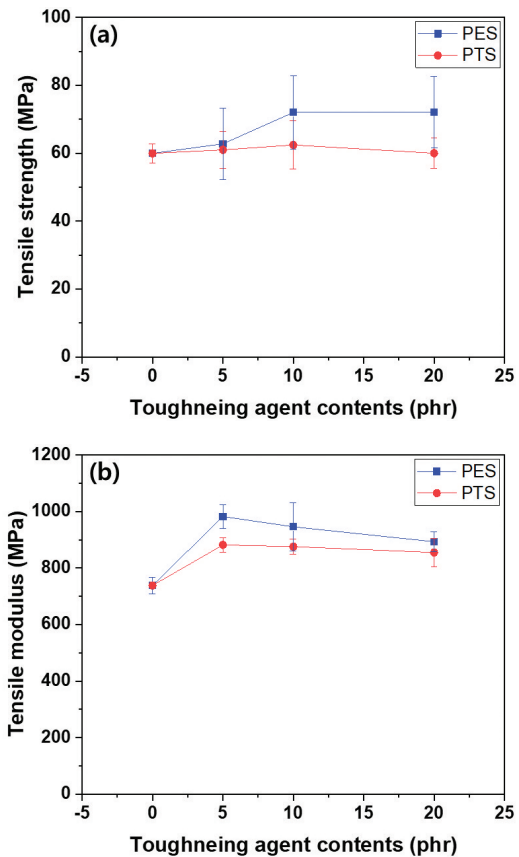 (a)
PES
PTS
100
80
60
40
20
0
Tensile strength (MPa)
-5 0 5 10 15 20 25
Toughneing agent contents (phr)
(b)
PES
PTS
1200
1000
800
600
400
200
0
Tensile modulus (MPa)
-5 0 5 10 15 20 25
Toughneing agent contents (phr)